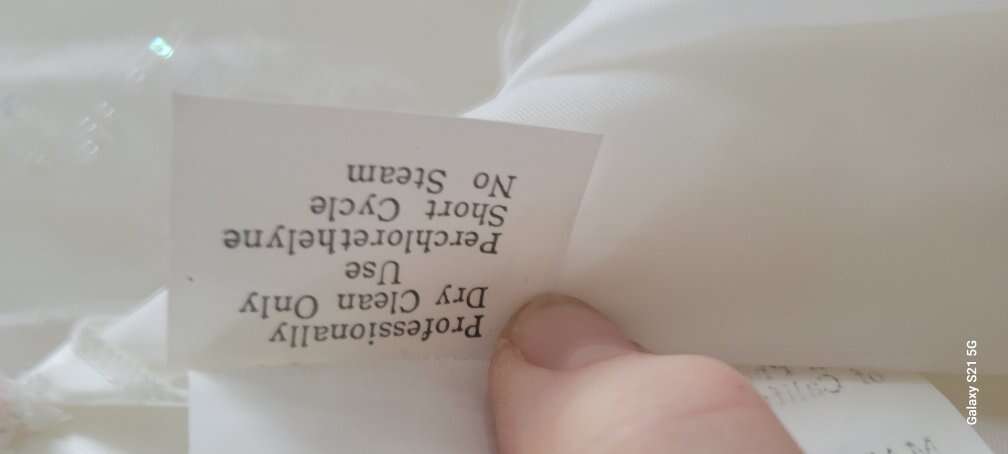 Professionally
Dry Clean Only
Use
Perchlorethelyne
Short Cycle
No Steam
Galaxy S21 5G